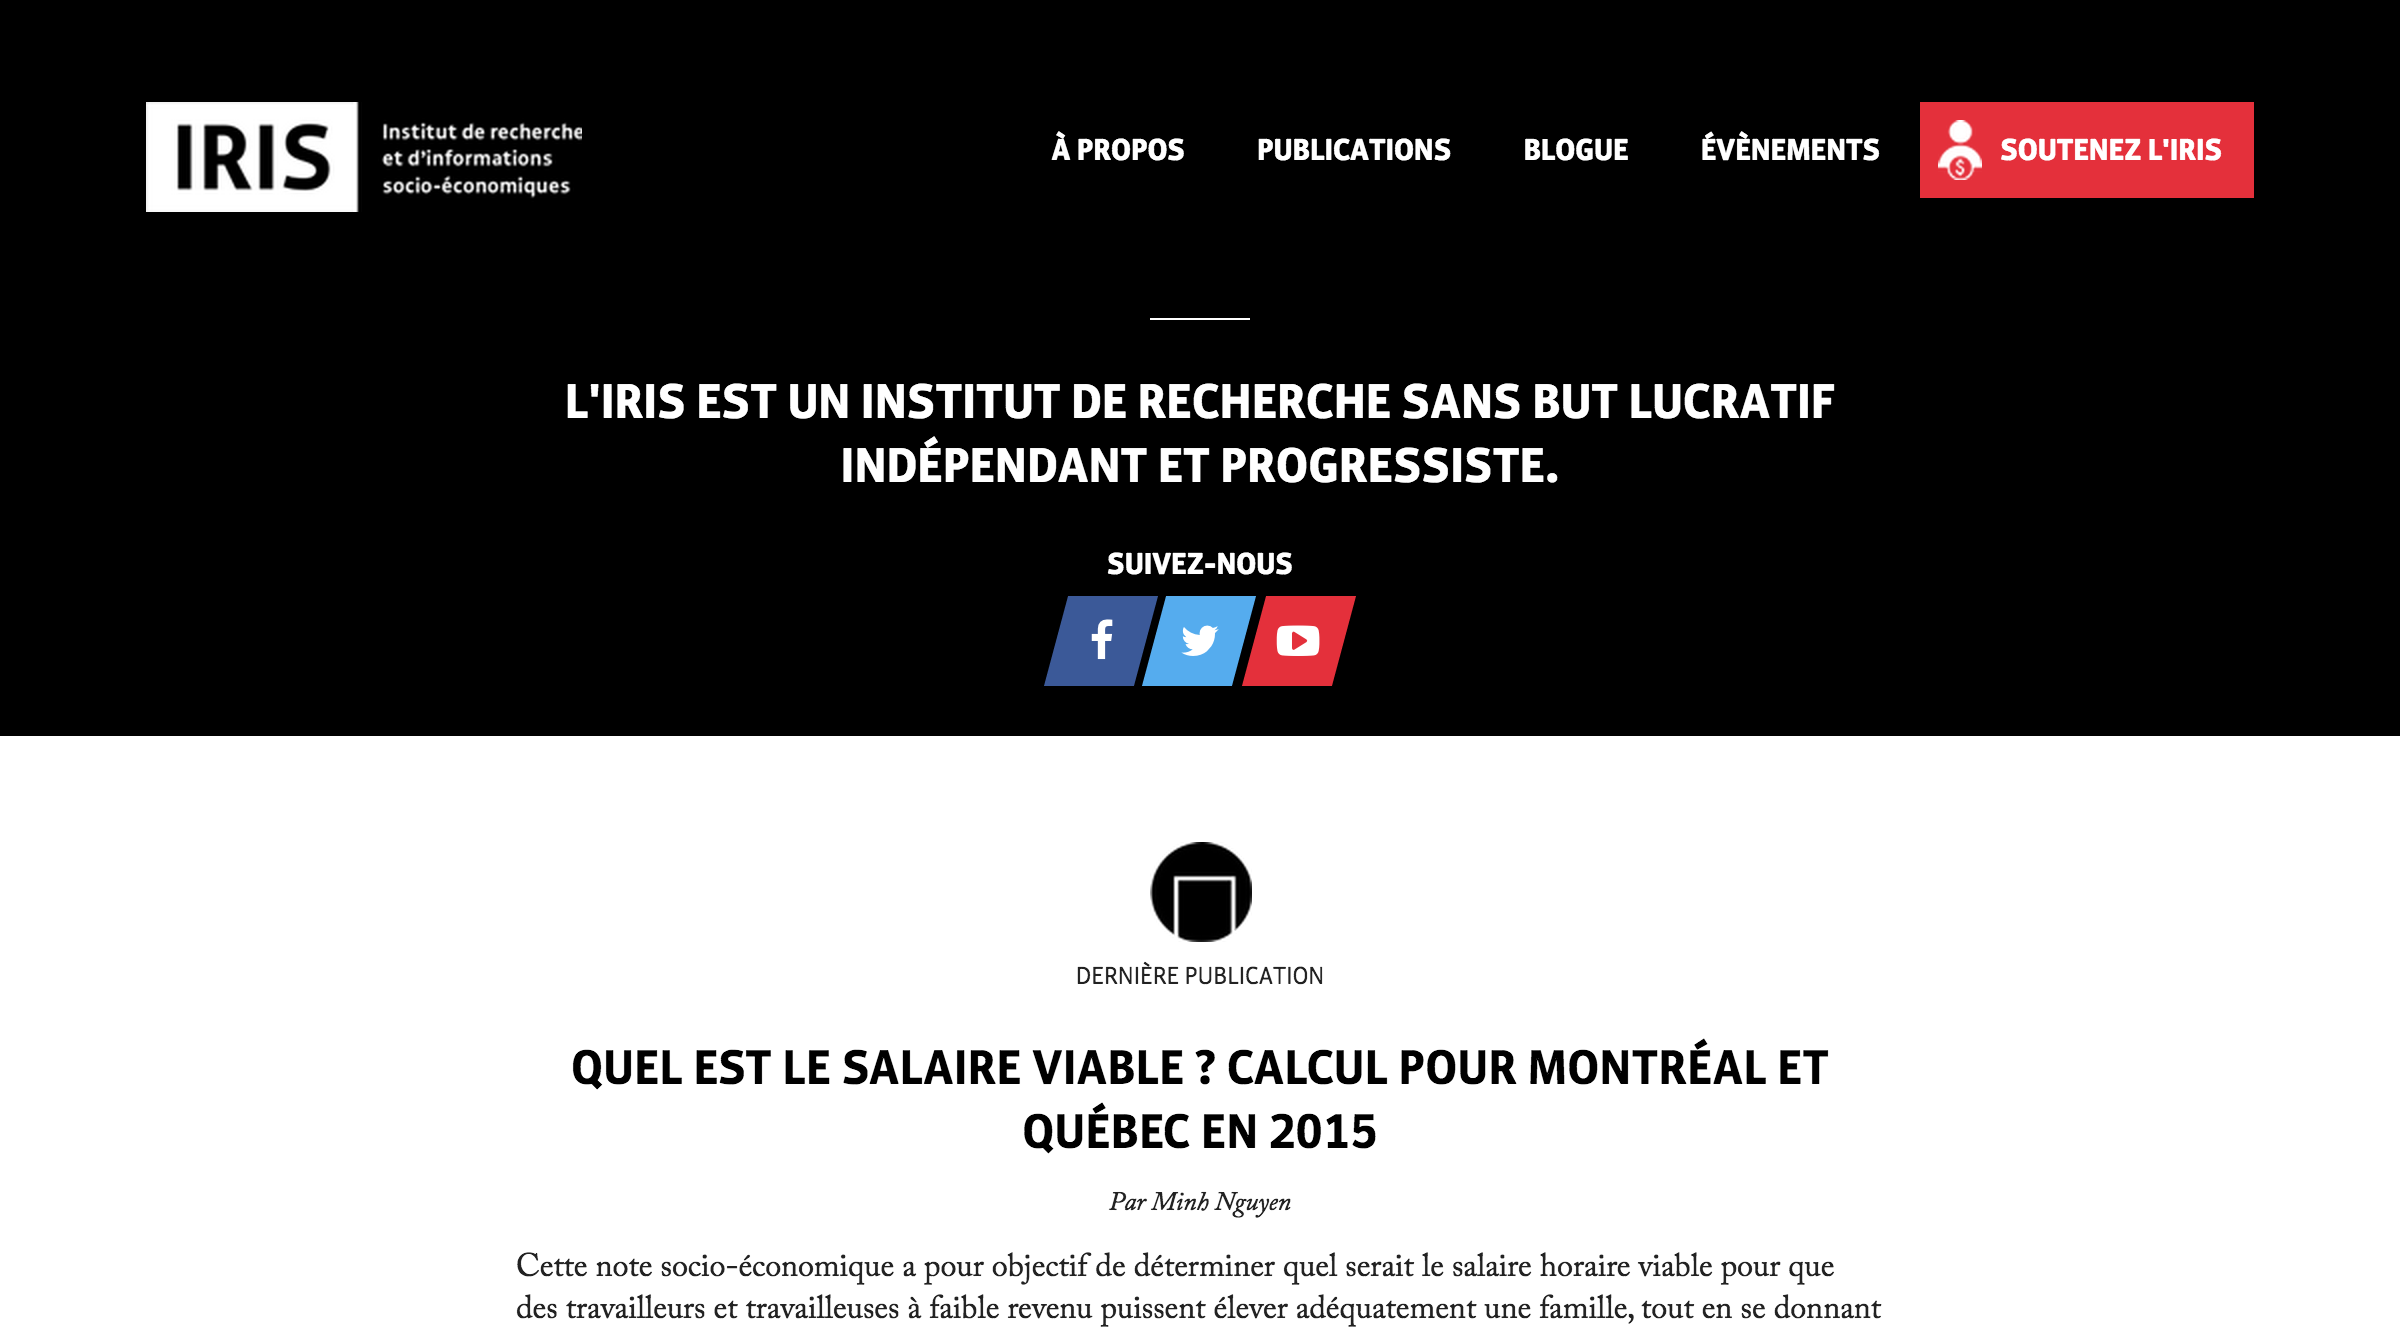 IRIS
Institut de recherche
et d'informations
socio-économiques
À PROPOS
PUBLICATIONS
BLOGUE
ÉVÈNEMENTS
SOUTENEZ L'IRIS
L'IRIS EST UN INSTITUT DE RECHERCHE SANS BUT LUCRATIF
INDÉPENDANT ET PROGRESSISTE.
SUIVEZ-NOUS
DERNIÈRE PUBLICATION
QUEL EST LE SALAIRE VIABLE ? CALCUL POUR MONTRÉAL ET
QUÉBEC EN 2015
Par Minh Nguyen
Cette note socio-économique a pour objectif de déterminer quel serait le salaire horaire viable pour que
des travailleurs et travailleuses à faible revenu puissent élever adéquatement une famille, tout en se donnant